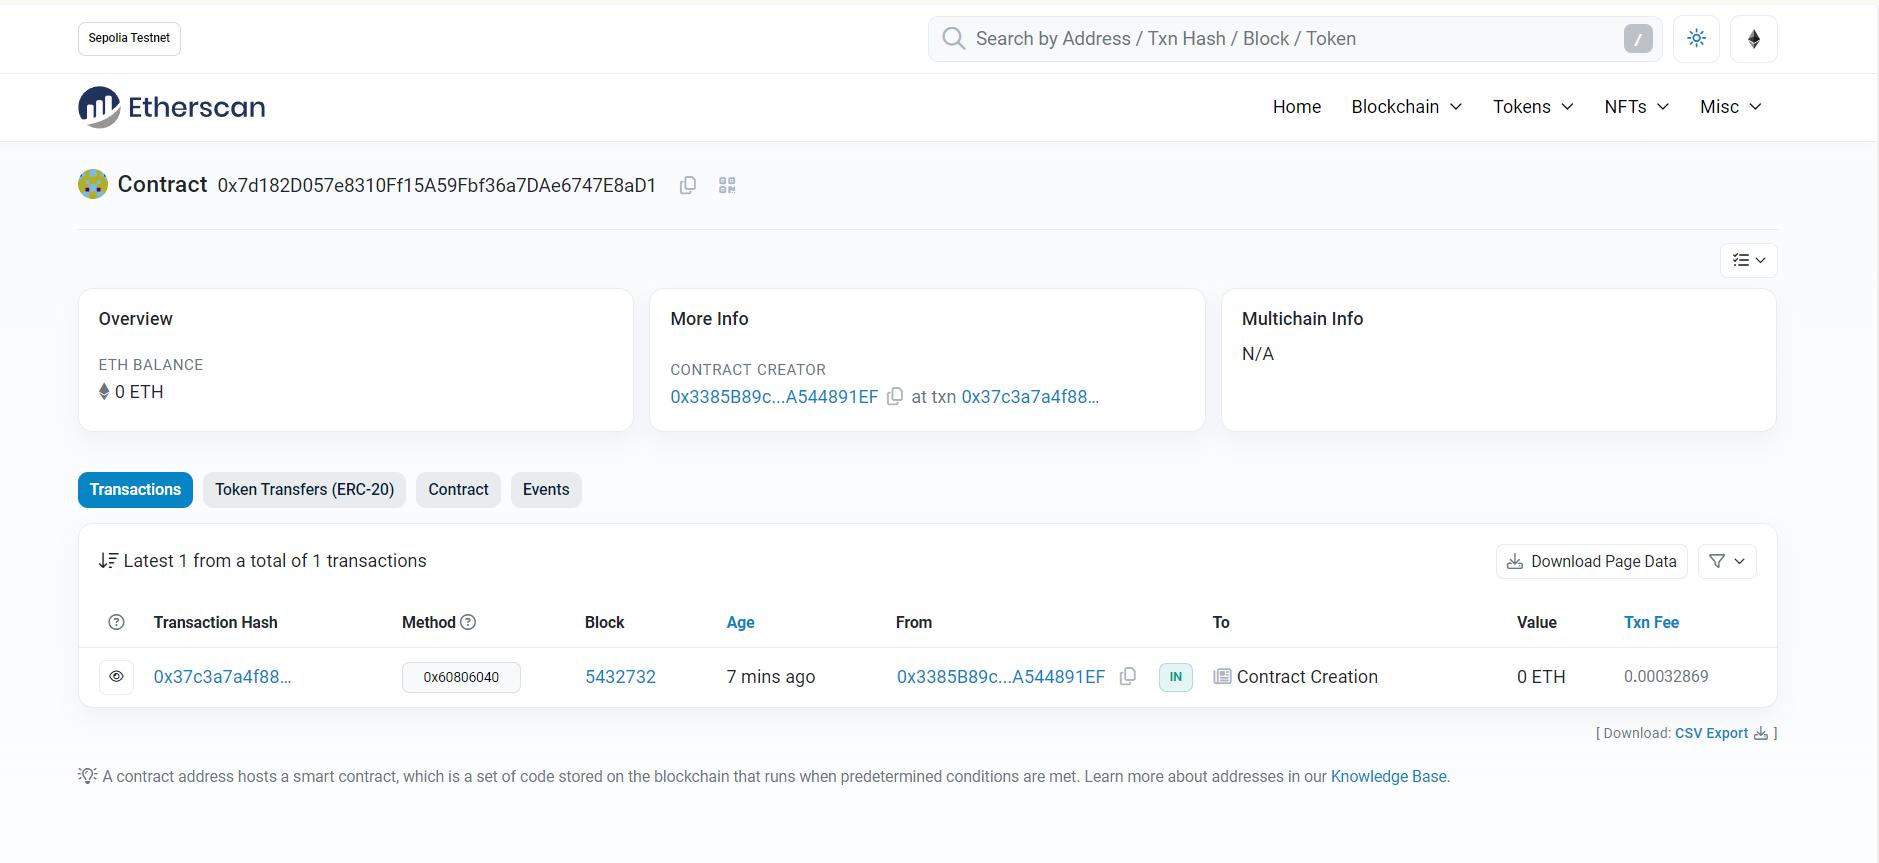 Sepolia Testnet
Search by Address / Txn Hash / Block / Token
/
Etherscan
Home Blockchain Tokens NFTs Misc
Contract 0x7d182D057e8310Ff15A59Fbf36a7DAe6747E8aD1
Overview
ETH BALANCE
0 ETH
More Info
CONTRACT CREATOR
0x3385B89c...A544891EF at txn 0x37c3a7a4f88...
Multichain Info
N/A
Transactions Token Transfers (ERC-20) Contract Events
Latest 1 from a total of 1 transactions
Download Page Data
Transaction Hash Method Block Age From To Value Txn Fee
0x37c3a7a4f88... 0x60806040 5432732 7 mins ago 0x3385B89c...A544891EF IN Contract Creation 0 ETH 0.00032869
[ Download: CSV Export ]
A contract address hosts a smart contract, which is a set of code stored on the blockchain that runs when predetermined conditions are met. Learn more about addresses in our Knowledge Base.